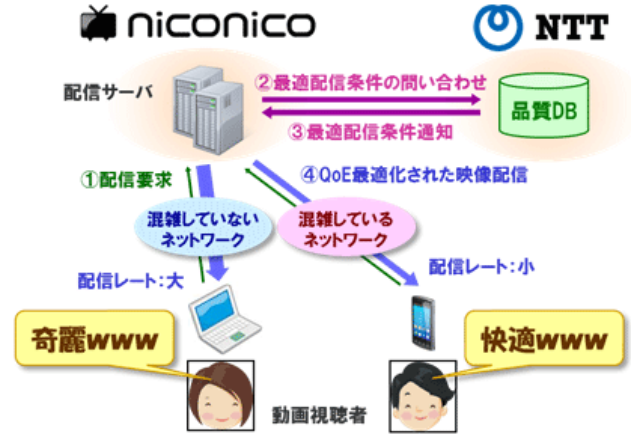 niconico
NTT
配信サーバ
②最適配信条件の問い合わせ
品質DB
③最適配信条件通知
①配信要求
④QoE最適化された映像配信
混雑していない
ネットワーク
混雑している
ネットワーク
配信レート：大
配信レート：小
奇麗www
快適www
動画視聴者